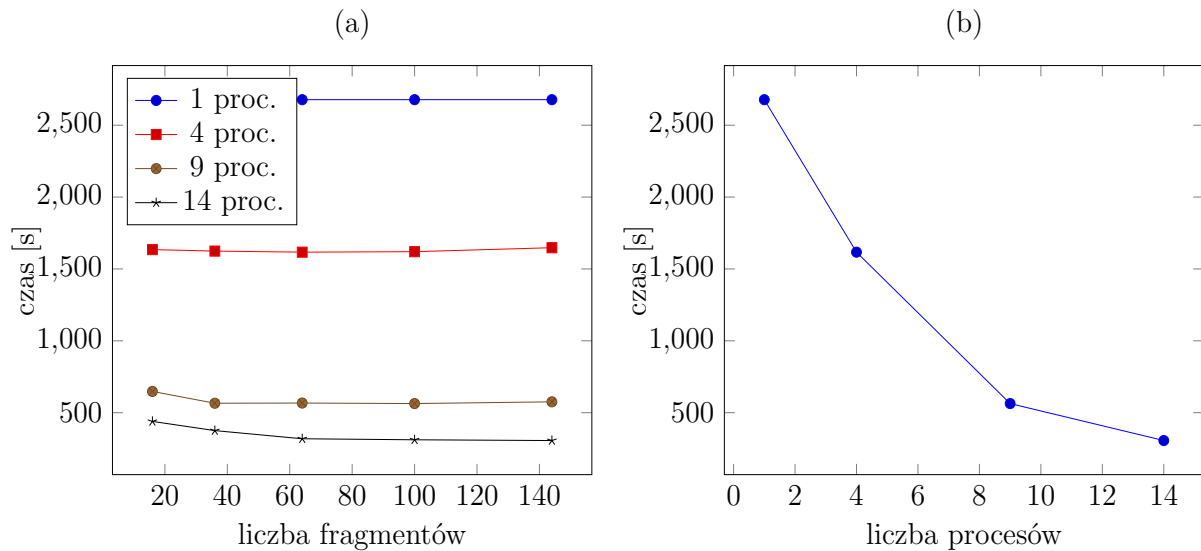 (a)
czas [s]
2,500
2,000
1,500
1,000
500
1 proc.
4 proc.
9 proc.
14 proc.
20 40 60 80 100 120 140
liczba fragmentów
(b)
czas [s]
2,500
2,000
1,500
1,000
500
0 2 4 6 8 10 12 14
liczba procesów